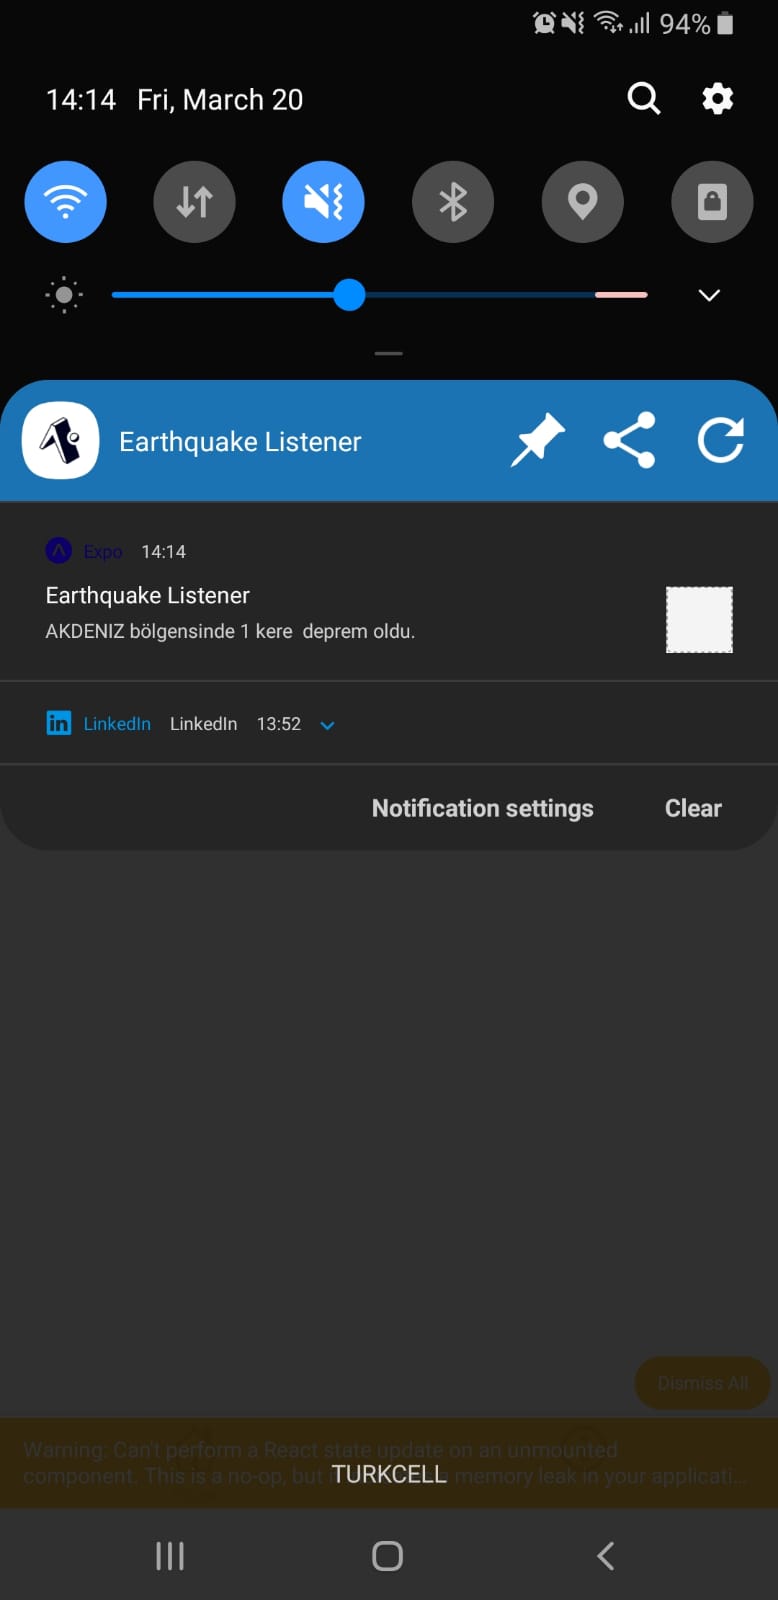 94%
14:14 Fri, March 20
Earthquake Listener
Expo 14:14
Earthquake Listener
AKDENIZ bölgensinde 1 kere deprem oldu.
in LinkedIn LinkedIn 13:52
Notification settings Clear
Dismiss All
Warning: Can't perform a React state update on an unmounted
component. This is a no-op, but i memory leak in your applicati...
TURKCELL